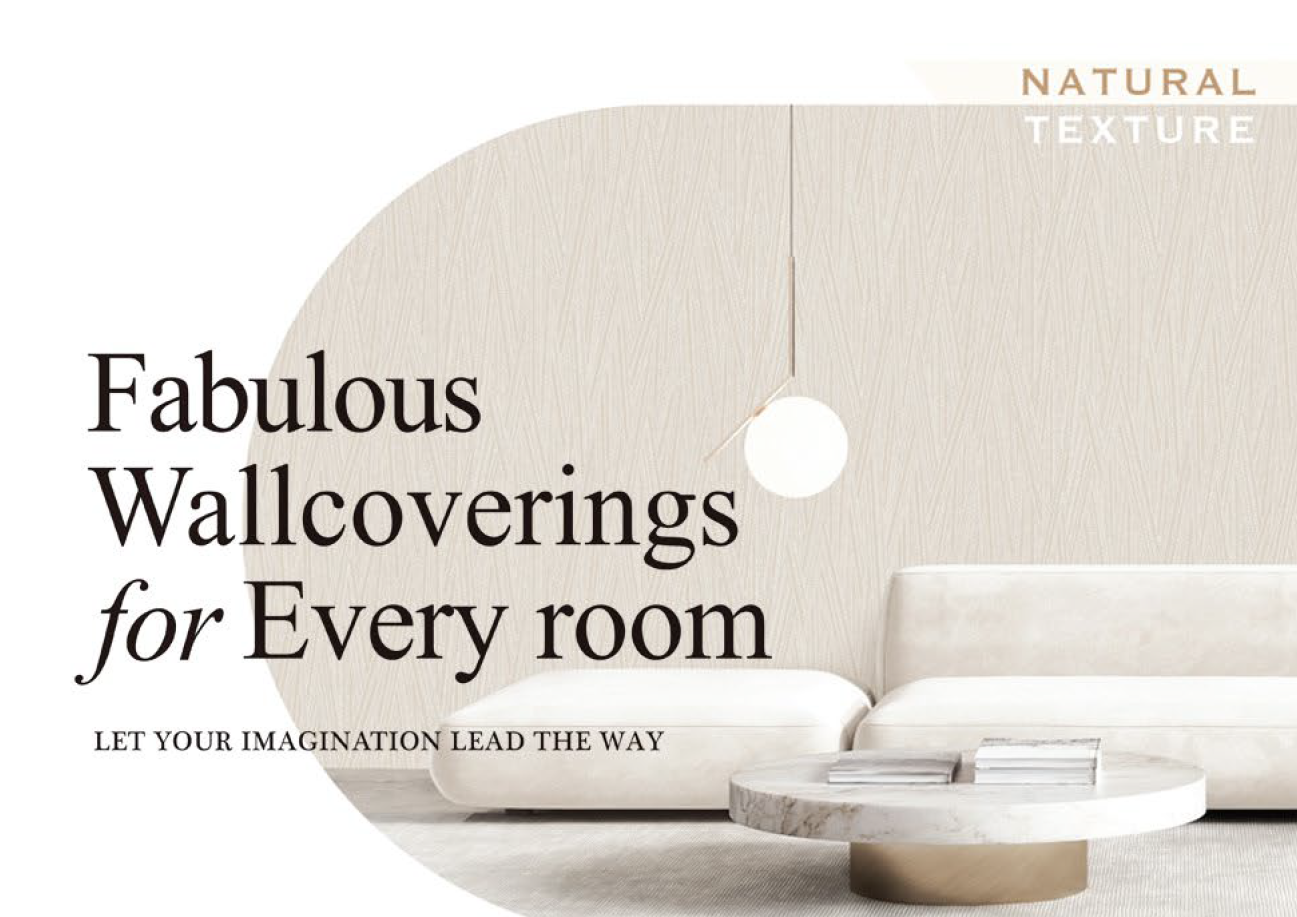 NATURAL
TEXTURE
Fabulous
Wallcoverings
for Every room
LET YOUR IMAGINATION LEAD THE WAY